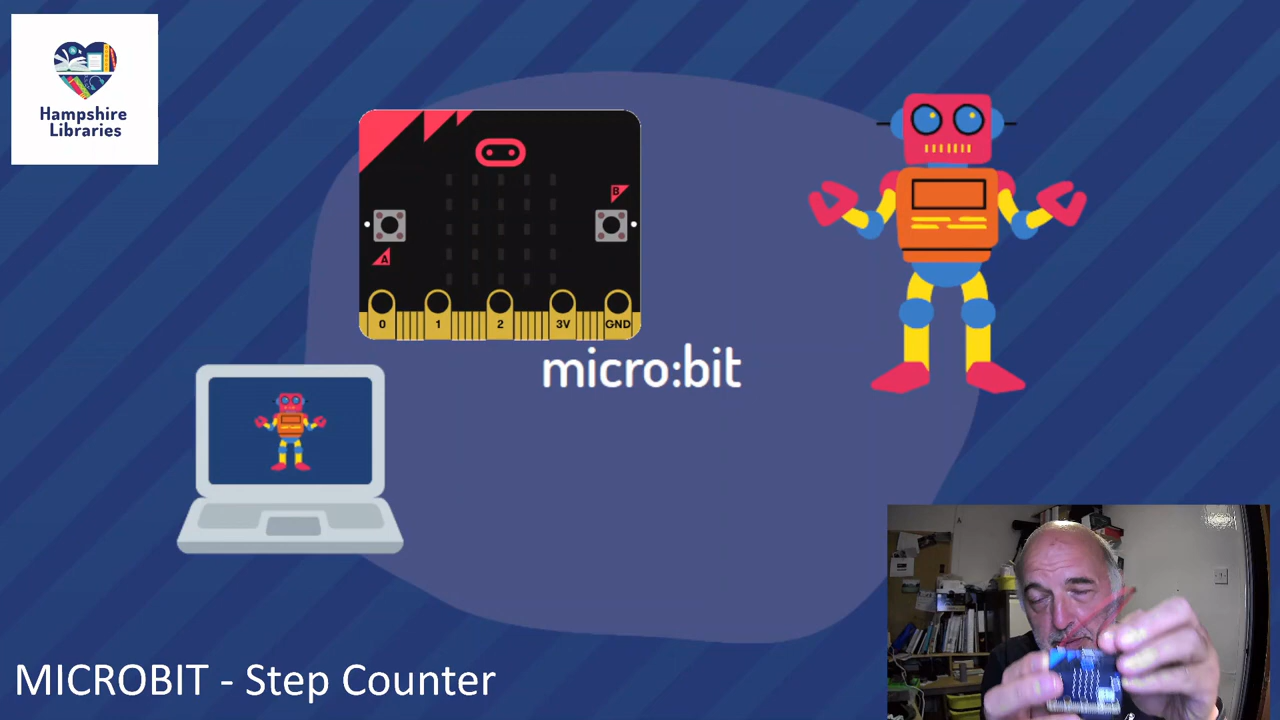 Hampshire
Libraries
B
A
0 1 2 3V GND
micro:bit
MICROBIT - Step Counter